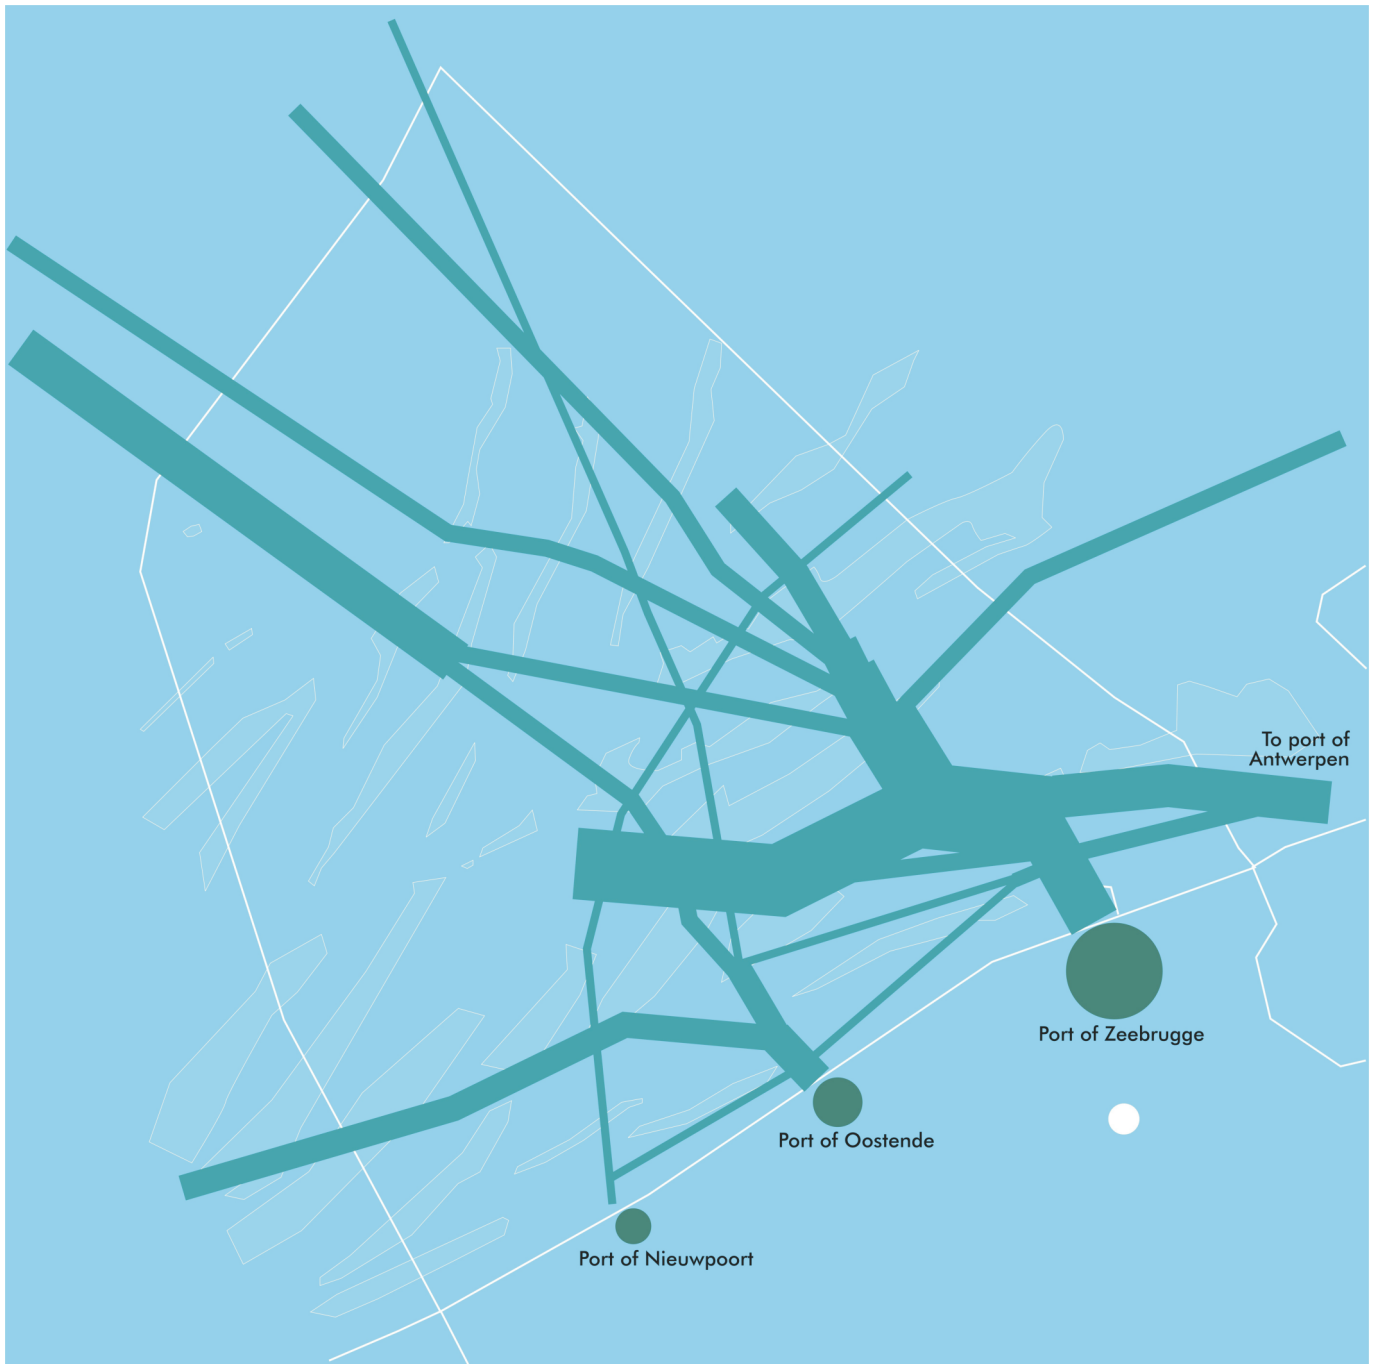 To port of
Antwerpen
Port of Zeebrugge
Port of Oostende
Port of Nieuwpoort